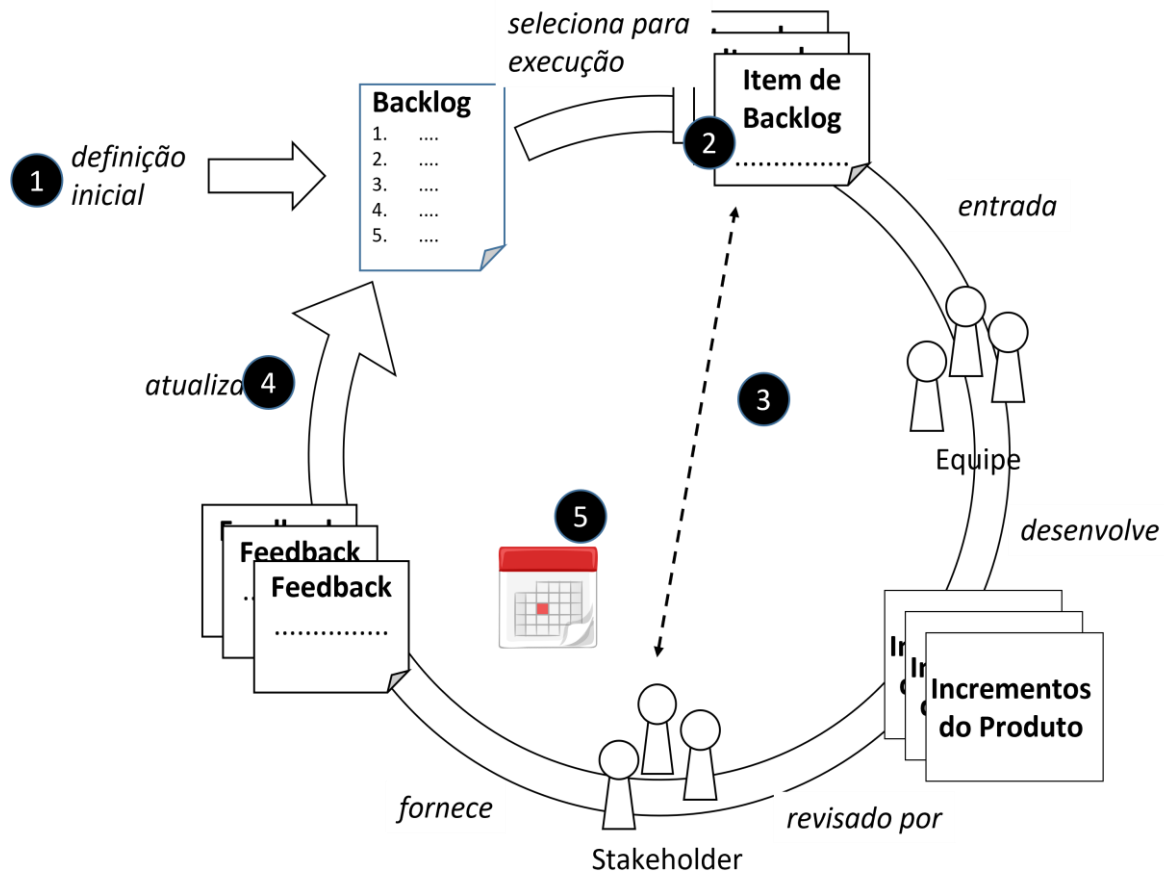 seleciona para
execução
Item de
Backlog
..................
2
Backlog
1. ....
2. ....
3. ....
4. ....
5. ....
1
definição
inicial
entrada
3
atualiza
4
Equipe
5
desenvolve
Feedback
Feedback
..................
Incrementos
do Produto
fornece
revisado por
Stakeholder